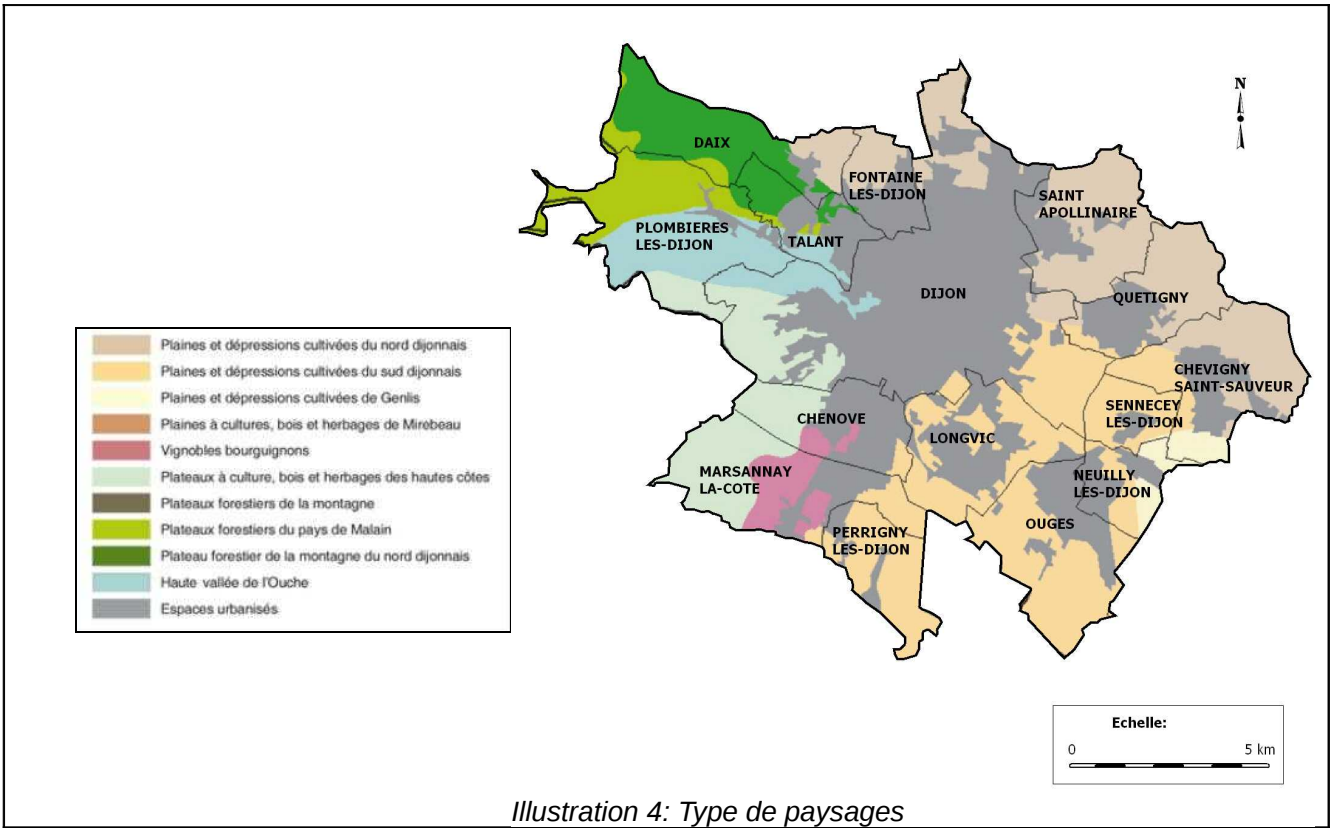 N
DAIX
FONTAINE
LES-DIJON
SAINT
APOLLINAIRE
PLOMBIERES
LES-DIJON
TALANT
DIJON
QUETIGNY
CHEVIGNY
SAINT-SAUVEUR
SENNECEY
LES-DIJON
CHENOVE
LONGVIC
MARSANNAY
LA-COTE
NEUILLY
LES-DIJON
OUGES
PERRIGNY
LES-DIJON
Plaines et dépressions cultivées du nord dijonnais
Plaines et dépressions cultivées du sud dijonnais
Plaines et dépressions cultivées de Genlis
Plaines à cultures, bois et herbages de Mirebeau
Vignobles bourguignons
Plateaux à culture, bois et herbages des hautes côtes
Plateaux forestiers de la montagne
Plateaux forestiers du pays de Malain
Plateau forestier de la montagne du nord dijonnais
Haute vallée de l'Ouche
Espaces urbanisés
Echelle:
0 5 km
Illustration 4: Type de paysages